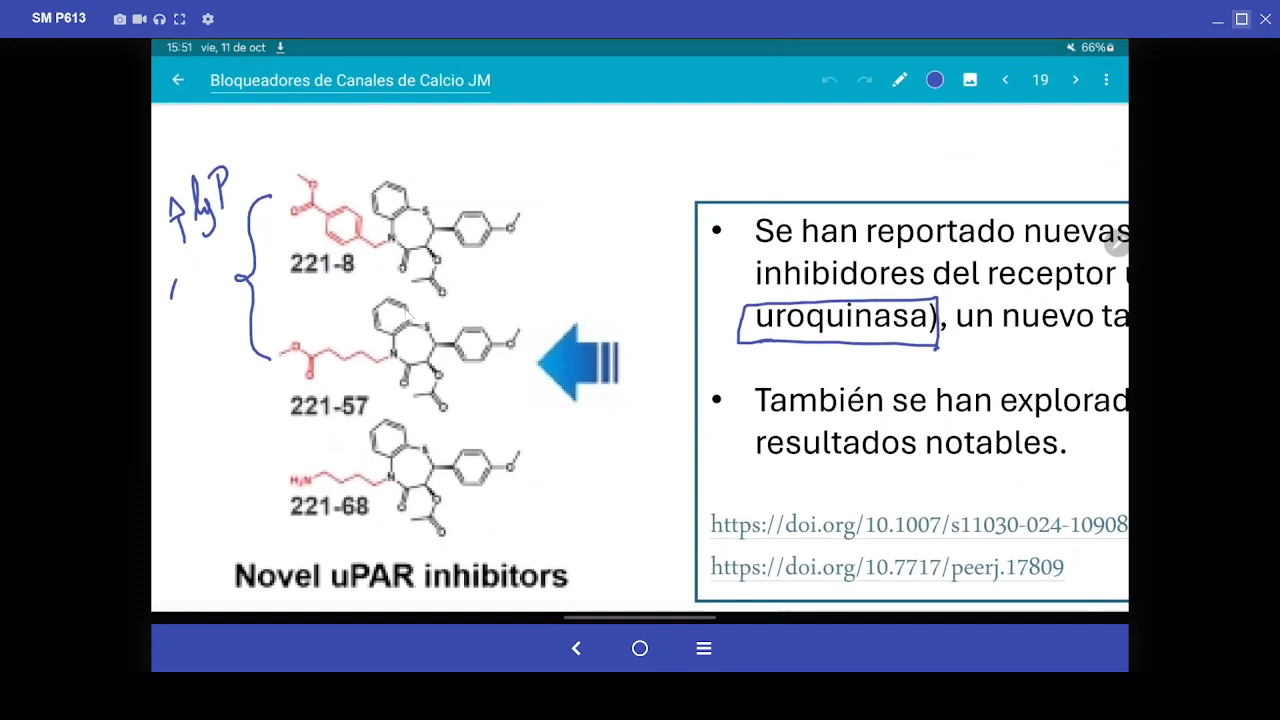 SM P613
15:51 vie, 11 de oct
66%
Bloqueadores de Canales de Calcio JM
19
↑ log P
221-8
221-57
H₂N
221-68
Novel uPAR inhibitors
• Se han reportado nuevas
inhibidores del receptor
uroquinasa), un nuevo ta
• También se han explorad
resultados notables.
https://doi.org/10.1007/s11030-024-10908
https://doi.org/10.7717/peerj.17809